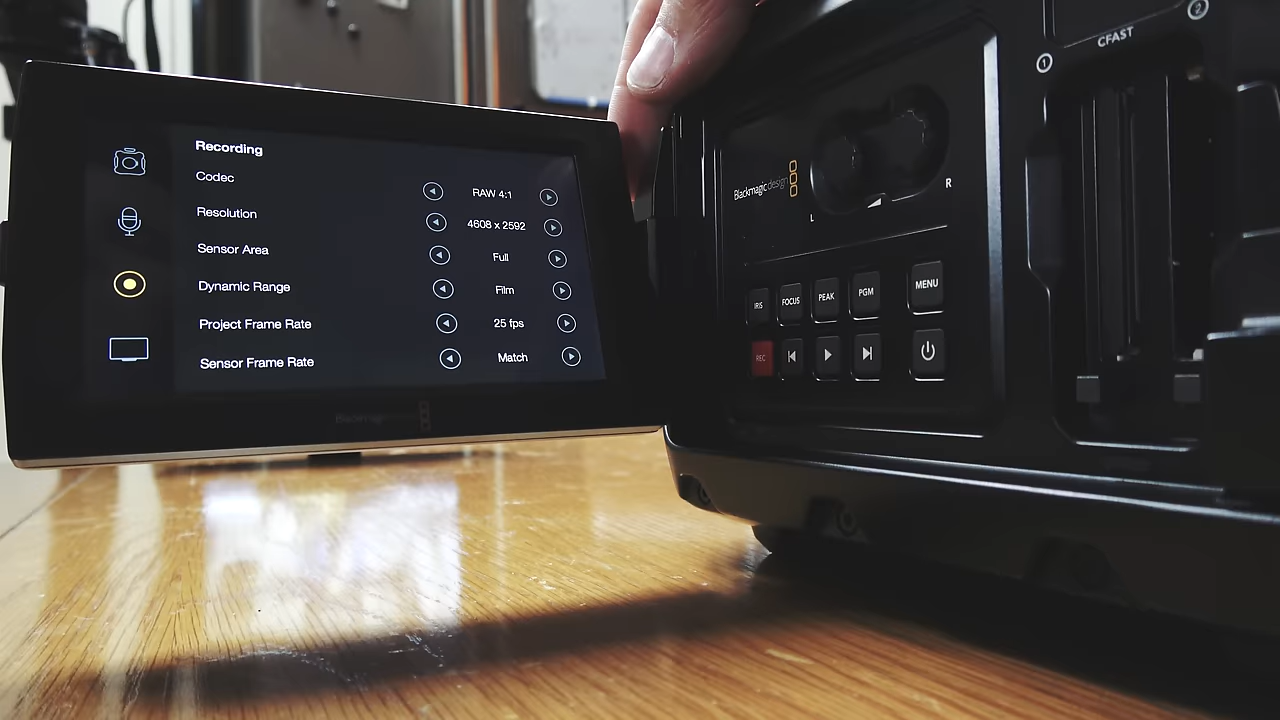 Recording
Codec RAW 4:1
Resolution 4608 x 2592
Sensor Area Full
Dynamic Range Film
Project Frame Rate 25 fps
Sensor Frame Rate Match
Blackmagicdesign
Blackmagicdesign
L R
IRIS FOCUS PEAK PGM MENU
REC
1 CFAST 2